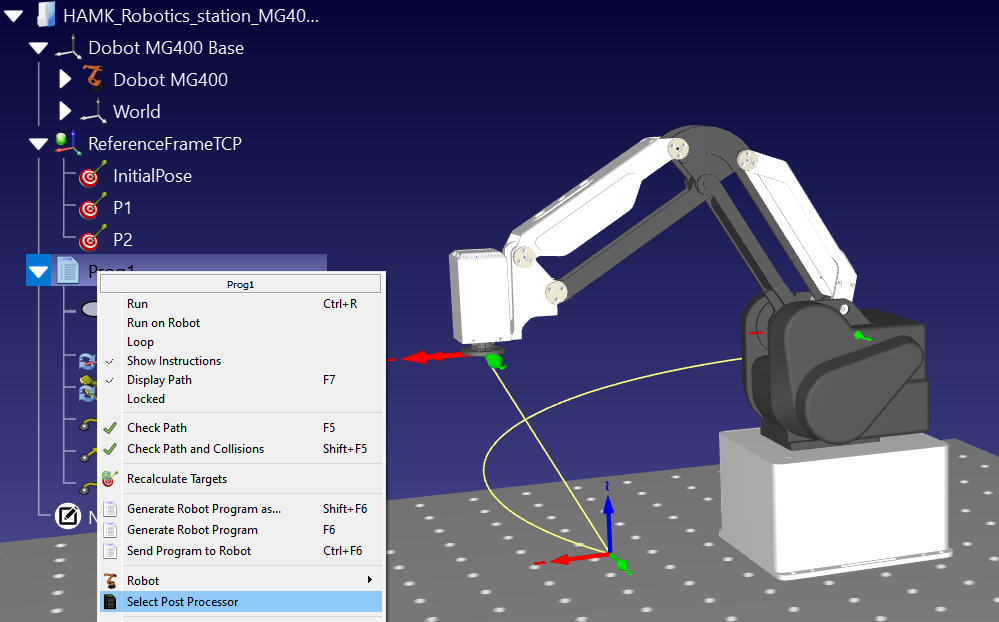 HAMK_Robotics_station_MG40...
Dobot MG400 Base
Dobot MG400
World
ReferenceFrameTCP
InitialPose
P1
P2
Prog1
Prog1
Run Ctrl+R
Run on Robot
Loop
Show Instructions
Display Path F7
Locked
Check Path F5
Check Path and Collisions Shift+F5
Recalculate Targets
Generate Robot Program as... Shift+F6
Generate Robot Program F6
Send Program to Robot Ctrl+F6
Robot
Select Post Processor